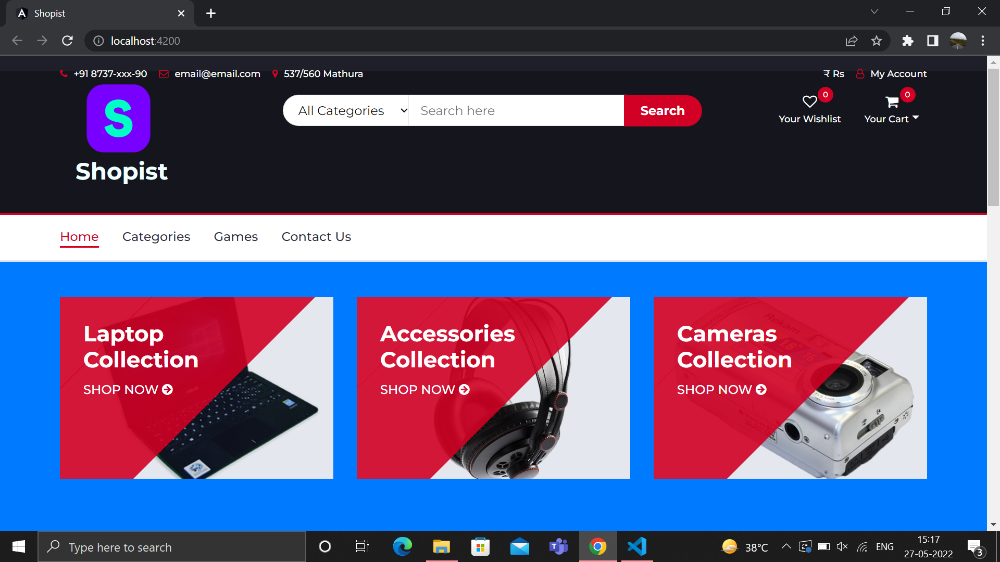 Shopist
localhost:4200
+91 8737-xxx-90 email@email.com 537/560 Mathura ₹ Rs My Account
S
Shopist
All Categories Search here Search
0 0
Your Wishlist Your Cart
Home Categories Games Contact Us
Laptop
Collection
SHOP NOW
Accessories
Collection
SHOP NOW
Cameras
Collection
SHOP NOW
Rekam
Type here to search
38°C ENG
15:17
27-05-2022
3